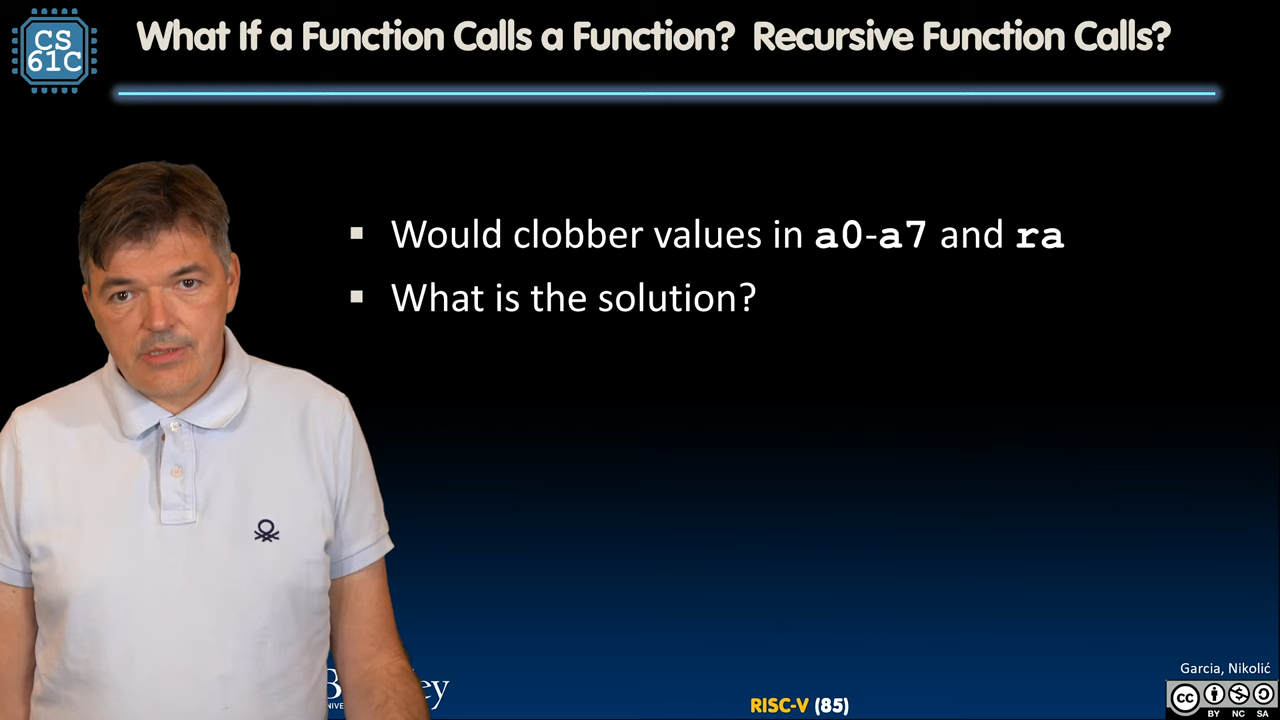 CS
61C
What If a Function Calls a Function? Recursive Function Calls?
▪ Would clobber values in a0-a7 and ra
▪ What is the solution?
Garcia, Nikolić
cc
BY NC SA
RISC-V (85)